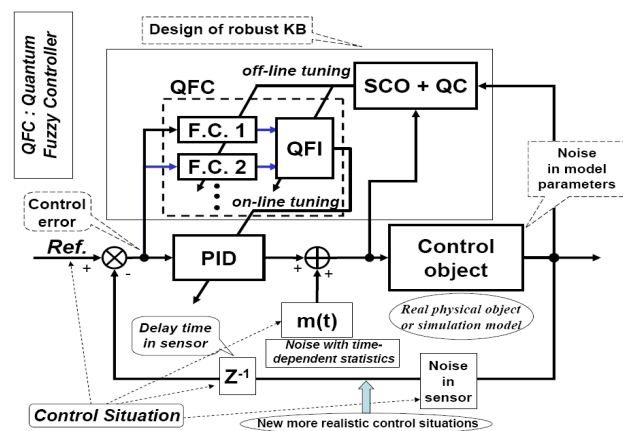 Design of robust KB
QFC : Quantum
Fuzzy Controller
off-line tuning
SCO + QC
QFC
F.C. 1
F.C. 2
QFI
on-line tuning
Noise
in model
parameters
Control
error
Ref.
+
-
PID
+
+
Control
object
Real physical object
or simulation model
m(t)
Noise with time-
dependent statistics
Delay time
in sensor
Z-1
Noise
in
sensor
Control Situation
New more realistic control situations